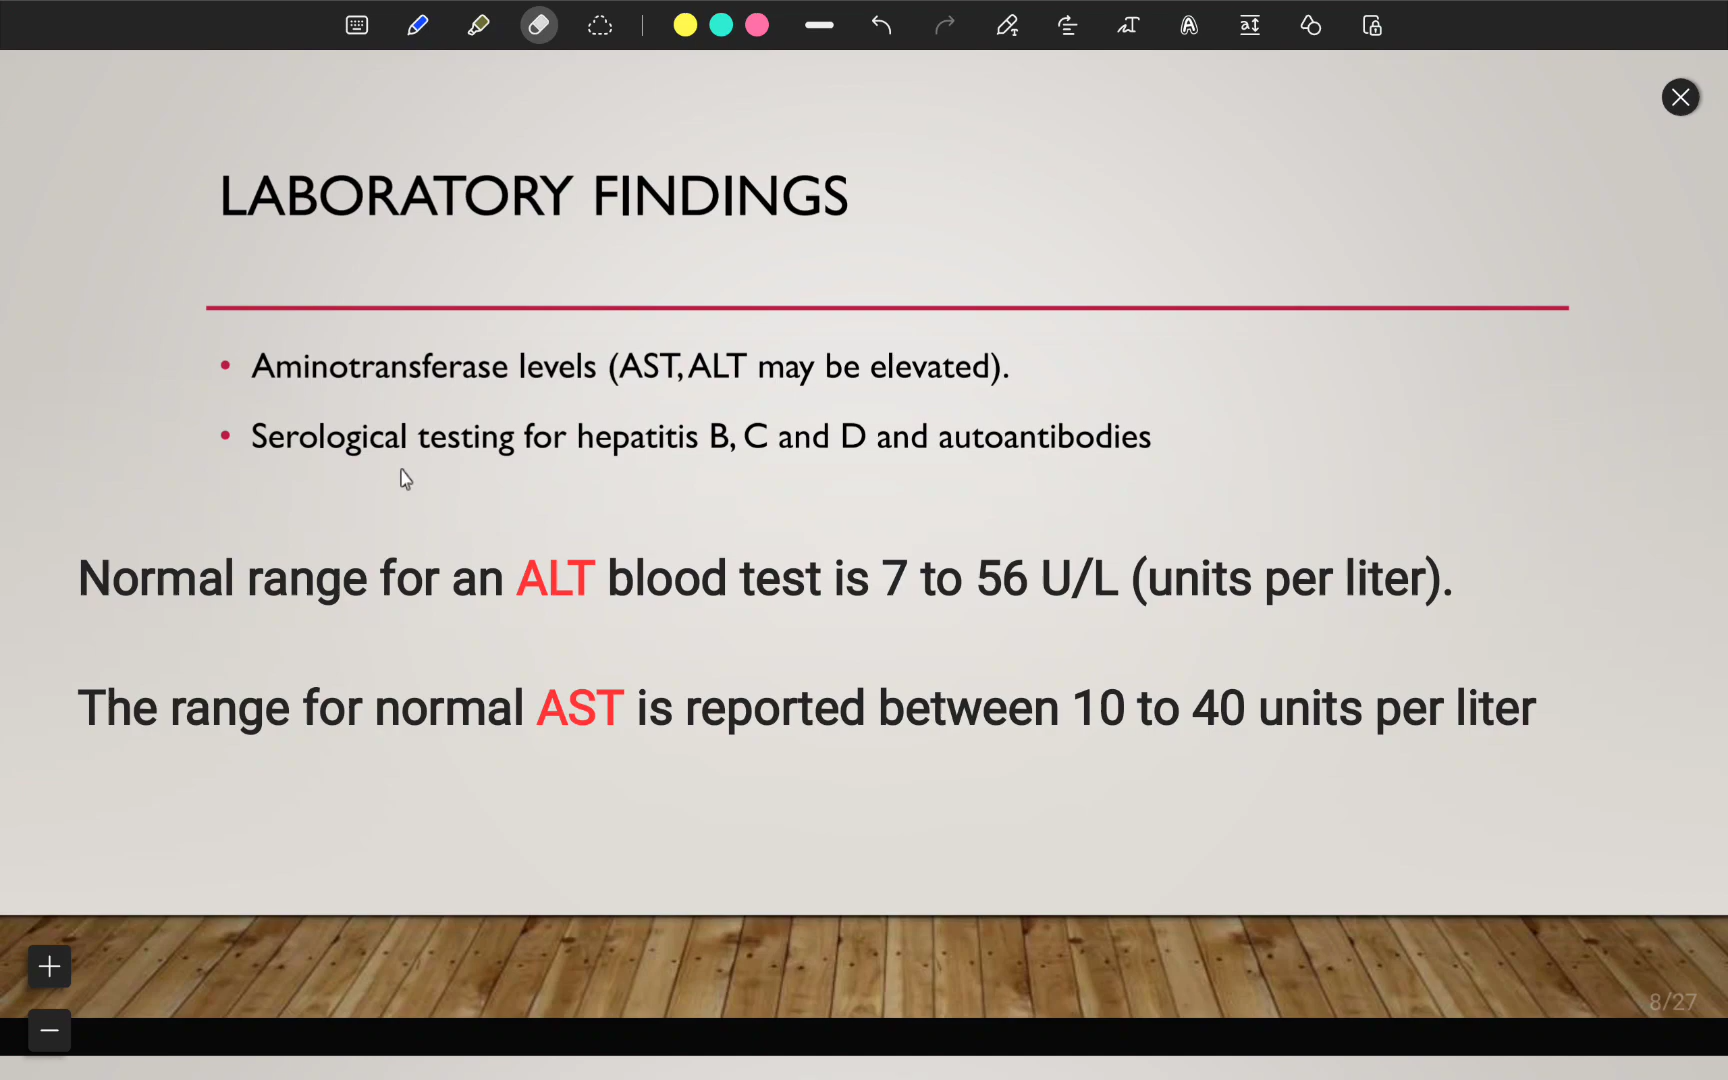 LABORATORY FINDINGS
• Aminotransferase levels (AST, ALT may be elevated).
• Serological testing for hepatitis B, C and D and autoantibodies
Normal range for an ALT blood test is 7 to 56 U/L (units per liter).
The range for normal AST is reported between 10 to 40 units per liter
8/27